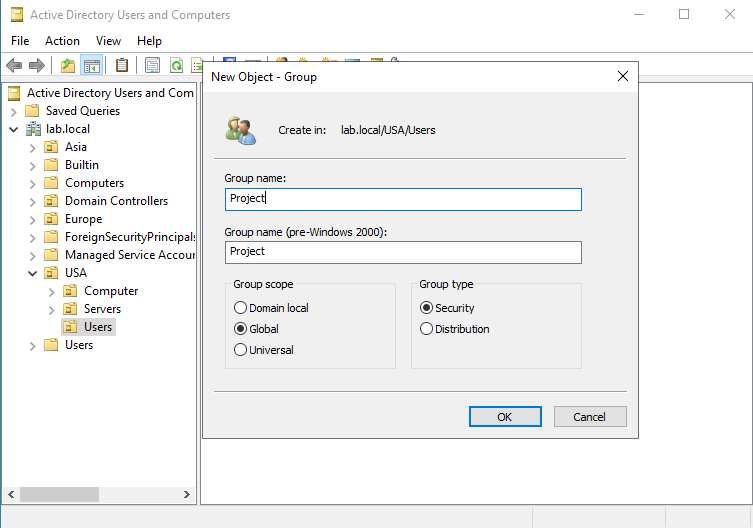 Active Directory Users and Computers
File Action View Help
Active Directory Users and Com
Saved Queries
lab.local
Asia
Builtin
Computers
Domain Controllers
Europe
ForeignSecurityPrincipals
Managed Service Accoun
USA
Computer
Servers
Users
Users
New Object - Group
Create in: lab.local/USA/Users
Group name:
Project
Group name (pre-Windows 2000):
Project
Group scope
Domain local
Global
Universal
Group type
Security
Distribution
OK Cancel